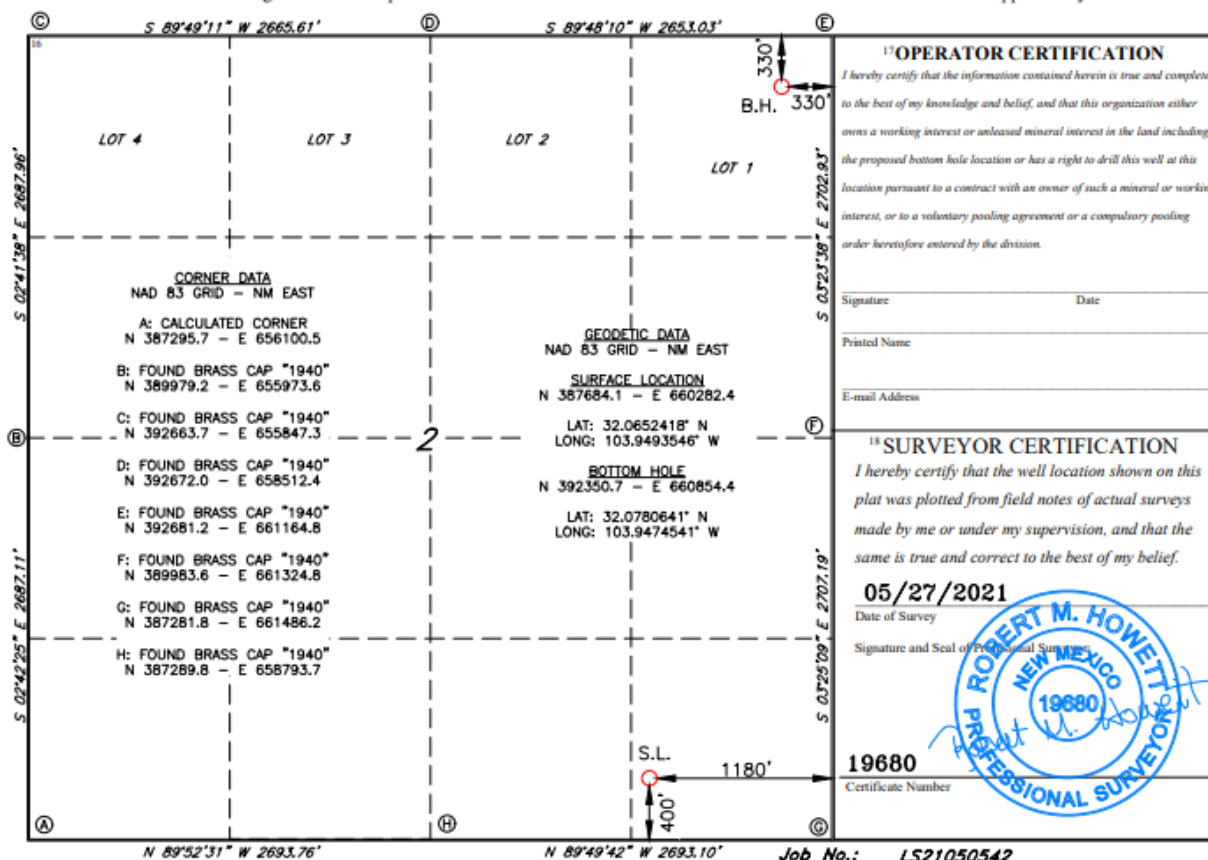 C
S 89°49'11" W 2665.61'
D
S 89°48'10" W 2653.03'
E
16
330'
B.H. 330'
LOT 4
LOT 3
LOT 2
LOT 1
S 02°41'38" E 2687.96'
S 03°23'38" E 2702.93'
CORNER DATA
NAD 83 GRID - NM EAST
A: CALCULATED CORNER
N 387295.7 - E 656100.5
B: FOUND BRASS CAP "1940"
N 389979.2 - E 655973.6
C: FOUND BRASS CAP "1940"
N 392663.7 - E 655847.3
D: FOUND BRASS CAP "1940"
N 392672.0 - E 658512.4
E: FOUND BRASS CAP "1940"
N 392681.2 - E 661164.8
F: FOUND BRASS CAP "1940"
N 389983.6 - E 661324.8
G: FOUND BRASS CAP "1940"
N 387281.8 - E 661486.2
H: FOUND BRASS CAP "1940"
N 387289.8 - E 658793.7
GEODETIC DATA
NAD 83 GRID - NM EAST
SURFACE LOCATION
N 387684.1 - E 660282.4
LAT: 32.0652418° N
LONG: 103.9493546° W
BOTTOM HOLE
N 392350.7 - E 660854.4
LAT: 32.0780641° N
LONG: 103.9474541° W
B
2
F
S 02°42'25" E 2687.11'
S 03°25'09" E 2707.19'
S.L.
1180'
400'
A
H
G
N 89°52'31" W 2693.76'
N 89°49'42" W 2693.10'
Job No.: LS21050542
17 OPERATOR CERTIFICATION
I hereby certify that the information contained herein is true and complete
to the best of my knowledge and belief, and that this organization either
owns a working interest or unleased mineral interest in the land including
the proposed bottom hole location or has a right to drill this well at this
location pursuant to a contract with an owner of such a mineral or workin
interest, or to a voluntary pooling agreement or a compulsory pooling
order heretofore entered by the division.
Signature Date
Printed Name
E-mail Address
18 SURVEYOR CERTIFICATION
I hereby certify that the well location shown on this
plat was plotted from field notes of actual surveys
made by me or under my supervision, and that the
same is true and correct to the best of my belief.
05/27/2021
Date of Survey
Signature and Seal of Professional Surveyor:
ROBERT M. HOWETT
NEW MEXICO
19680
PROFESSIONAL SURVEYOR
Robert M. Howett
19680
Certificate Number